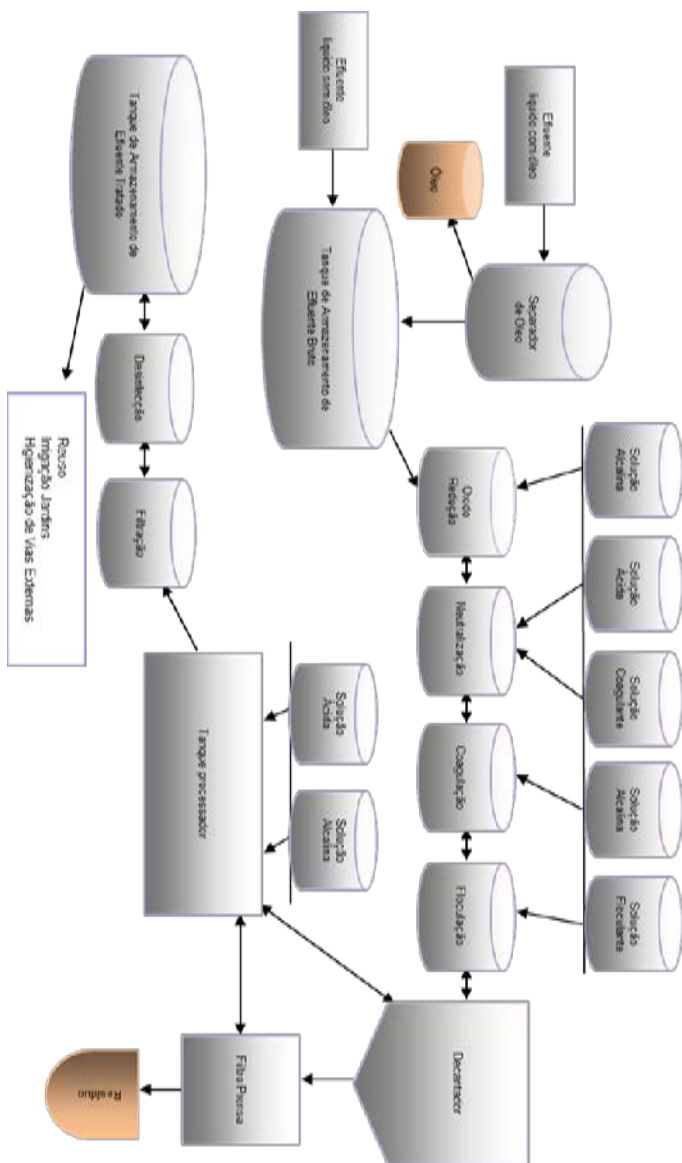 Efluente
líquido com óleo
Separador
de Óleo
Óleo
Efluente
líquido sem óleo
Tanque de Armazenamento de
Efluente Bruto
Solução
Alcalina
Solução
Ácida
Solução
Coagulante
Solução
Alcalina
Solução
Floculante
Oxido
Redução
Neutralização
Coagulação
Floculação
Decantador
Solução
Ácida
Solução
Alcalina
Tanque processador
Filtro Prensa
Resíduo
Tanque de Armazenamento de
Efluente Tratado
Desinfecção
Filtração
Reuso
Irrigação Jardins
Higienização de Vias Externas